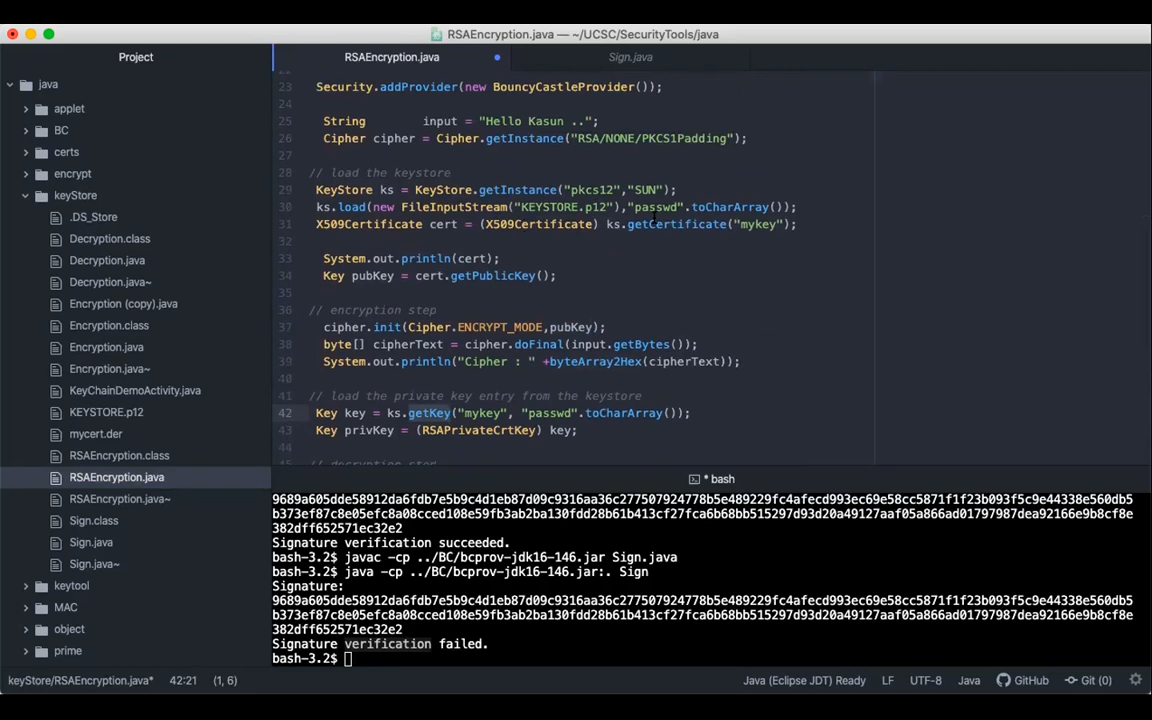 RSAEncryption.java — ~/UCSC/SecurityTools/java
Project
RSAEncryption.java
Sign.java
java
applet
BC
certs
encrypt
keyStore
.DS_Store
Decryption.class
Decryption.java
Decryption.java~
Encryption (copy).java
Encryption.class
Encryption.java
Encryption.java~
KeyChainDemoActivity.java
KEYSTORE.p12
mycert.der
RSAEncryption.class
RSAEncryption.java
RSAEncryption.java~
Sign.class
Sign.java
Sign.java~
keytool
MAC
object
prime
22
23 Security.addProvider(new BouncyCastleProvider());
24
25 String input = "Hello Kasun ..";
26 Cipher cipher = Cipher.getInstance("RSA/NONE/PKCS1Padding");
27
28 // load the keystore
29 KeyStore ks = KeyStore.getInstance("pkcs12","SUN");
30 ks.load(new FileInputStream("KEYSTORE.p12"),"passwd".toCharArray());
31 X509Certificate cert = (X509Certificate) ks.getCertificate("mykey");
32
33 System.out.println(cert);
34 Key pubKey = cert.getPublicKey();
35
36 // encryption step
37 cipher.init(Cipher.ENCRYPT_MODE,pubKey);
38 byte[] cipherText = cipher.doFinal(input.getBytes());
39 System.out.println("Cipher : " +byteArray2Hex(cipherText));
40
41 // load the private key entry from the keystore
42 Key key = ks.getKey("mykey", "passwd".toCharArray());
43 Key privKey = (RSAPrivateCrtKey) key;
44
45 // decryption step
* bash
9689a605dde58912da6fdb7e5b9c4d1eb87d09c9316aa36c277507924778b5e489229fc4afecd993ec69e58cc5871f1f23b093f5c9e44338e560db5
b373ef87c8e05efc8a08cced108e59fb3ab2ba130fdd28b61b413cf27fca6b68bb515297d93d20a49127aaf05a866ad01797987des92166e9b8cf8e
382dff652571ec32e2
Signature verification succeeded.
bash-3.2$ javac -cp ../BC/bcprov-jdk16-146.jar Sign.java
bash-3.2$ java -cp ../BC/bcprov-jdk16-146.jar:. Sign
Signature:
9689a605dde58912da6fdb7e5b9c4d1eb87d09c9316aa36c277507924778b5e489229fc4afecd993ec69e58cc5871f1f23b093f5c9e44338e560db5
b373ef87c8e05efc8a08cced108e59fb3ab2ba130fdd28b61b413cf27fca6b68bb515297d93d20a49127aaf05a866ad01797987dea92166e9b8cf8e
382dff652571ec32e2
Signature verification failed.
bash-3.2$
keyStore/RSAEncryption.java* 42:21 (1, 6) Java (Eclipse JDT) Ready LF UTF-8 Java GitHub Git (0)